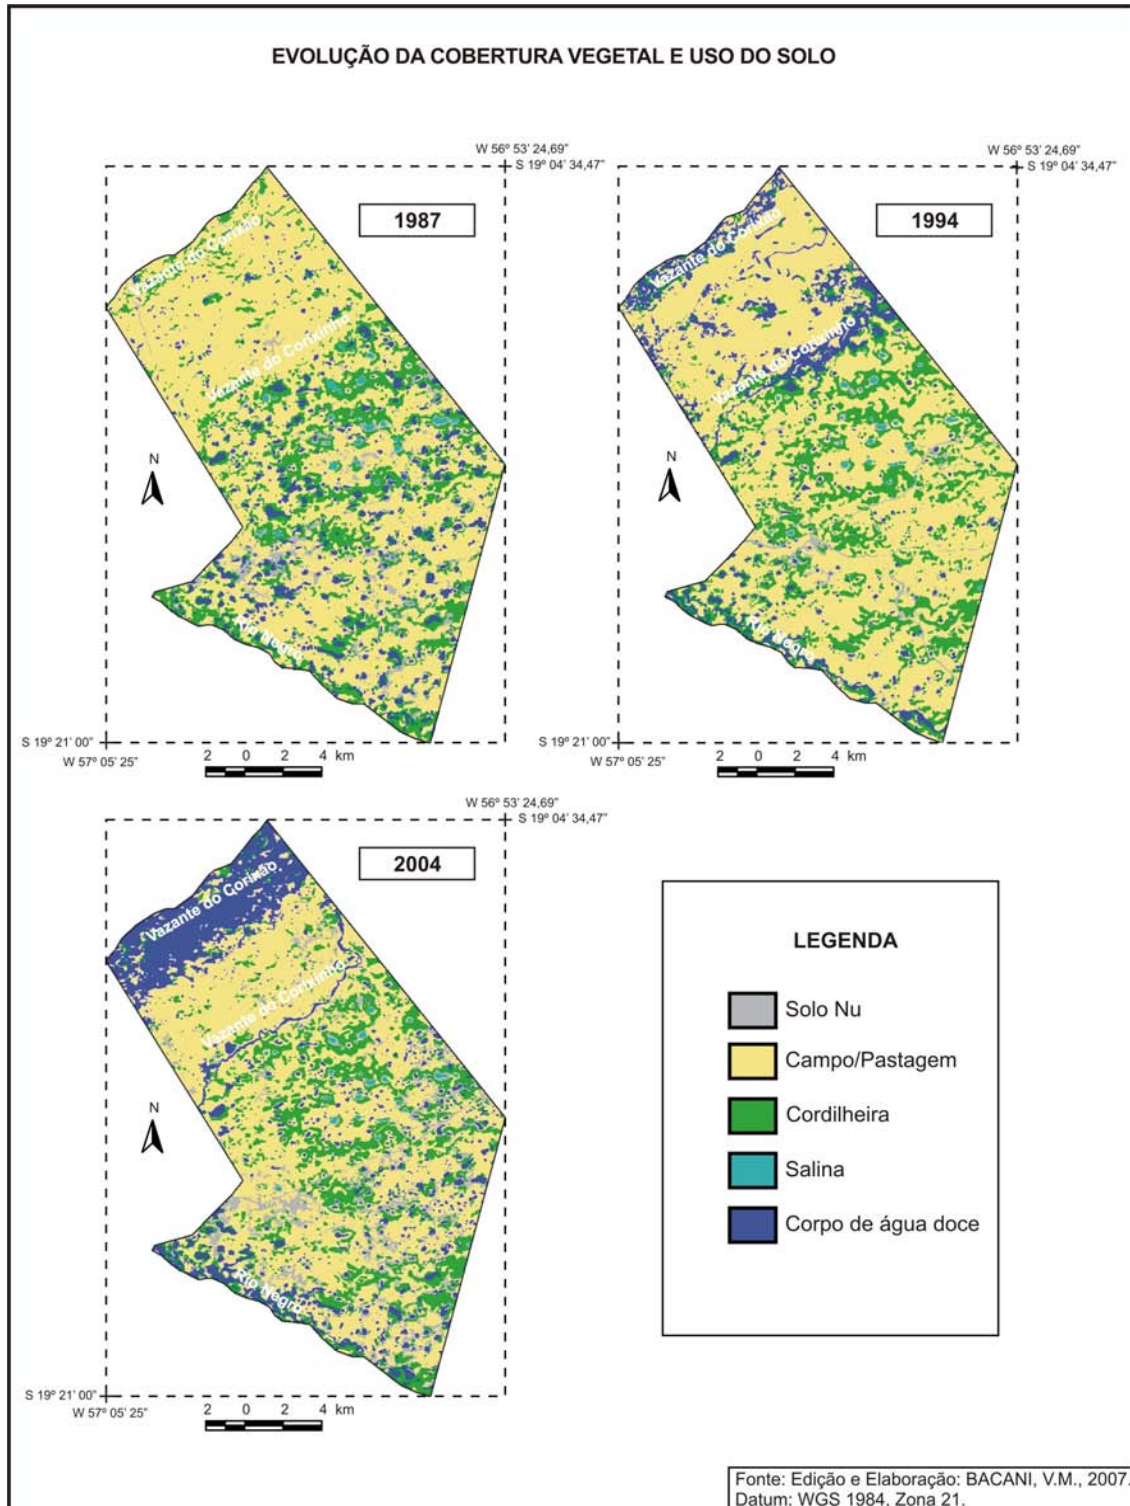 EVOLUÇÃO DA COBERTURA VEGETAL E USO DO SOLO
W 56º 53' 24,69"
S 19º 04' 34,47"
1987
Vazante do Corixão
Vazante do Corixinho
N
Rio Negro
S 19º 21' 00"
W 57º 05' 25"
2 0 2 4 km
W 56º 53' 24,69"
S 19º 04' 34,47"
1994
Vazante do Corixão
Vazante do Corixinho
N
Rio Negro
S 19º 21' 00"
W 57º 05' 25"
2 0 2 4 km
W 56º 53' 24,69"
S 19º 04' 34,47"
2004
Vazante do Corixão
Vazante do Corixinho
N
Rio Negro
S 19º 21' 00"
W 57º 05' 25"
2 0 2 4 km
LEGENDA
Solo Nu
Campo/Pastagem
Cordilheira
Salina
Corpo de água doce
Fonte: Edição e Elaboração: BACANI, V.M., 2007.
Datum: WGS 1984, Zona 21.